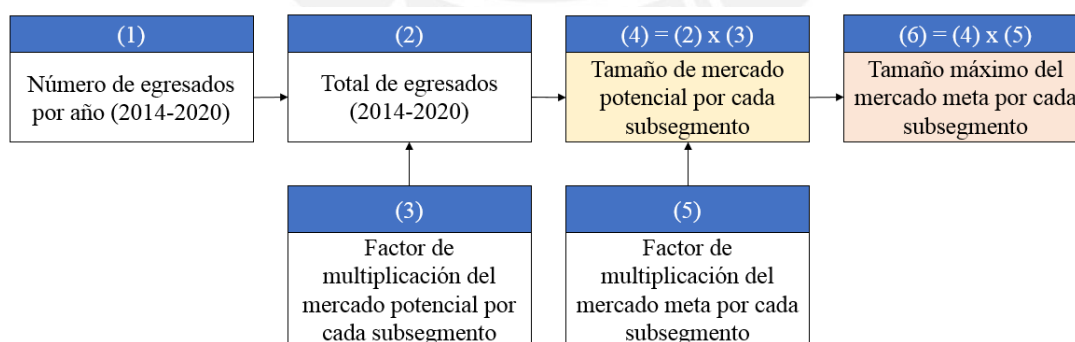 (1)
Número de egresados
por año (2014-2020)
(2)
Total de egresados
(2014-2020)
(4) = (2) x (3)
Tamaño de mercado
potencial por cada
subsegmento
(6) = (4) x (5)
Tamaño máximo del
mercado meta por cada
subsegmento
(3)
Factor de
multiplicación del
mercado potencial por
cada subsegmento
(5)
Factor de
multiplicación del
mercado meta por cada
subsegmento